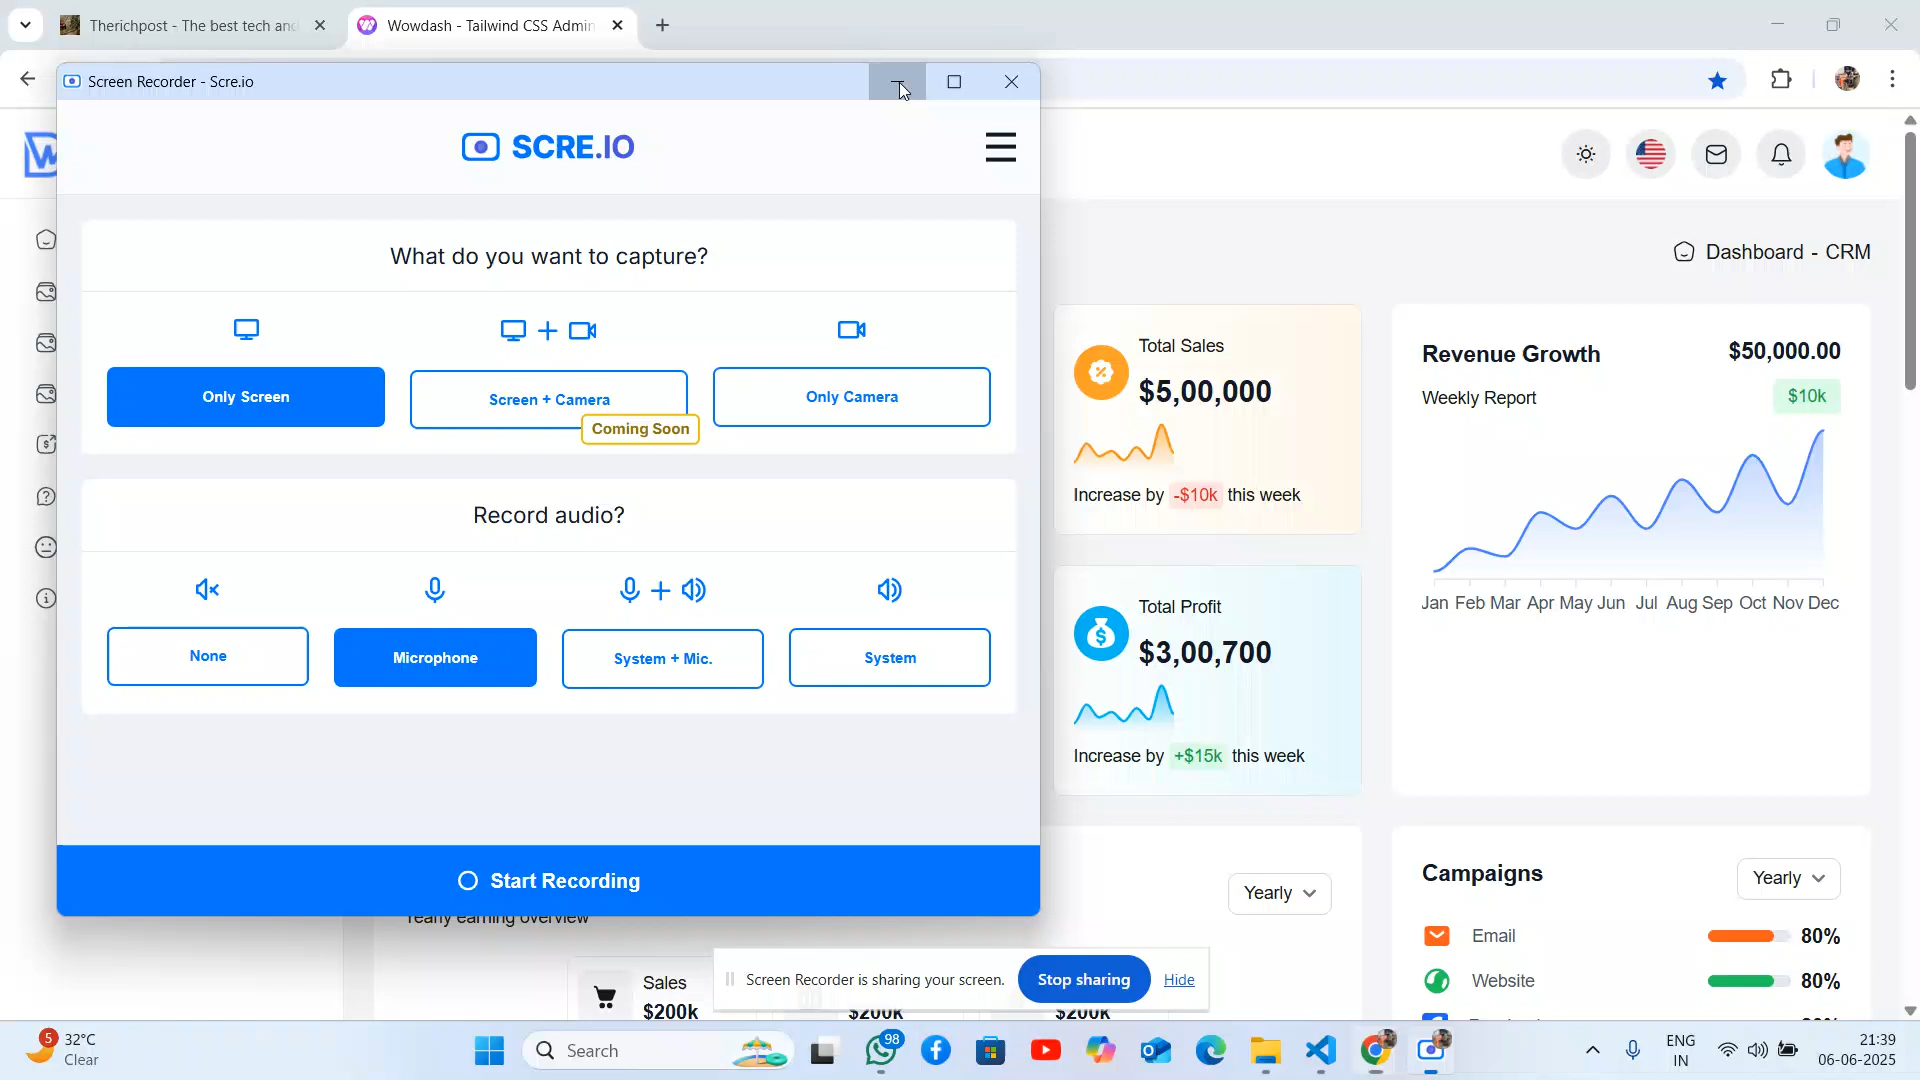 Therichpost - The best tech and
Wowdash - Tailwind CSS Admin
Screen Recorder - Scre.io
SCRE.IO
What do you want to capture?
Only Screen
Screen + Camera
Coming Soon
Only Camera
Record audio?
None
Microphone
System + Mic.
System
Start Recording
Dashboard - CRM
Total Sales
$5,00,000
Increase by -$10k this week
Total Profit
$3,00,700
Increase by +$15k this week
Revenue Growth
$50,000.00
Weekly Report
$10k
Jan Feb Mar Apr May Jun Jul Aug Sep Oct Nov Dec
Yearly earning overview
Yearly
Sales
$200k
$200k
$200k
Campaigns
Yearly
Email
80%
Website
80%
Screen Recorder is sharing your screen.
Stop sharing
Hide
5
32°C
Clear
Search
98
ENG
IN
21:39
06-06-2025